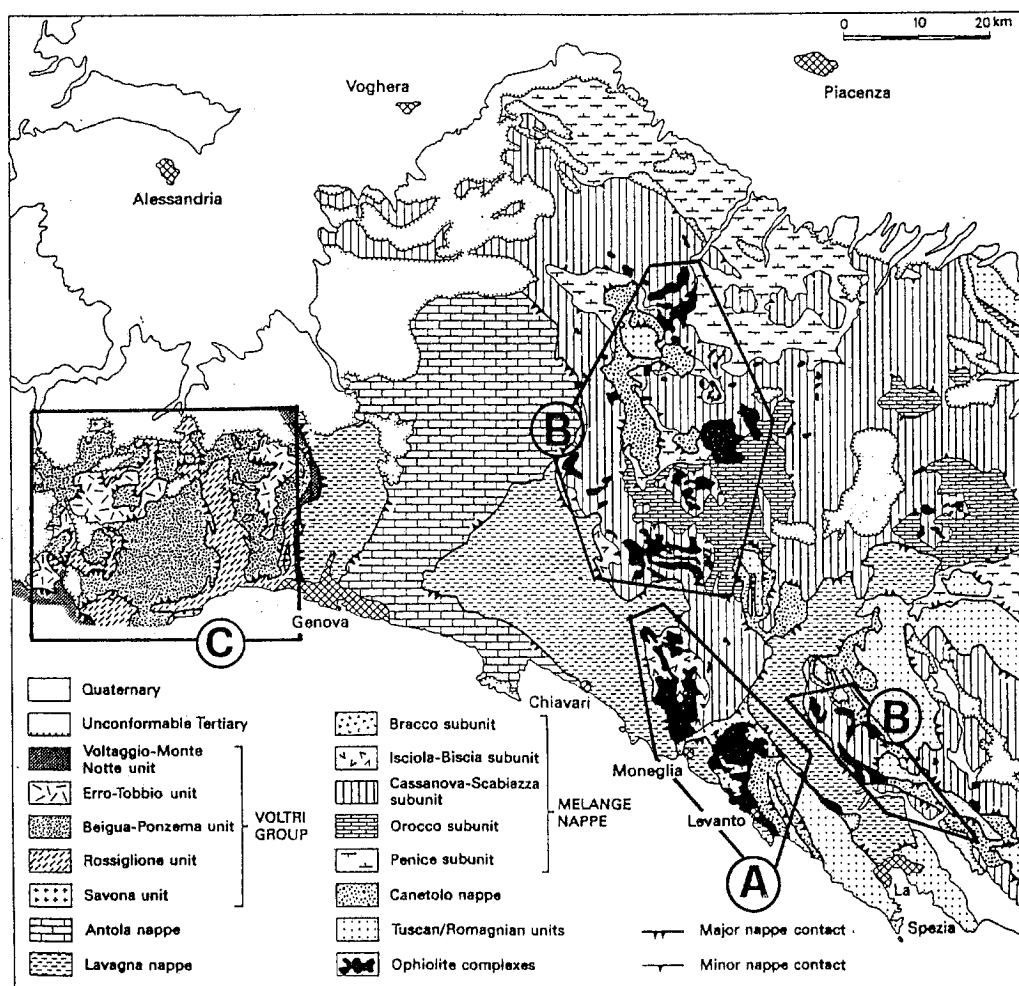 0 10 20 km
Piacenza
Voghera
Alessandria
B
Genova
C
Chiavari
Moneglia
Levanto
B
A
La
Spezia
Quaternary
Unconformable Tertiary
Voltaggio-Monte
Notte unit
Erro-Tobbio unit
Beigua-Ponzema unit
Rossiglione unit
Savona unit
VOLTRI
GROUP
Antola nappe
Lavagna nappe
Bracco subunit
Isciola-Biscia subunit
Cassanova-Scabiazza
subunit
Orocco subunit
Penice subunit
MELANGE
NAPPE
Canetolo nappe
Tuscan/Romagnian units
Ophiolite complexes
Major nappe contact
Minor nappe contact